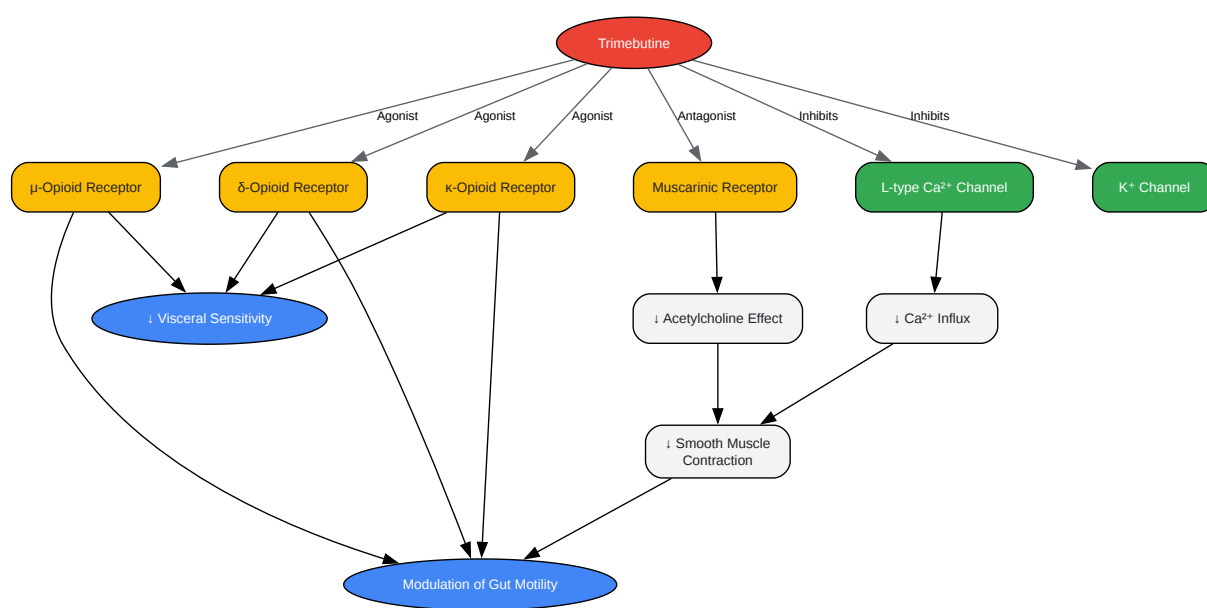 Trimebutine
Agonist
Agonist
Agonist
Antagonist
Inhibits
Inhibits
μ-Opioid Receptor
δ-Opioid Receptor
κ-Opioid Receptor
Muscarinic Receptor
L-type Ca²⁺ Channel
K⁺ Channel
↓ Visceral Sensitivity
↓ Acetylcholine Effect
↓ Ca²⁺ Influx
↓ Smooth Muscle
Contraction
Modulation of Gut Motility